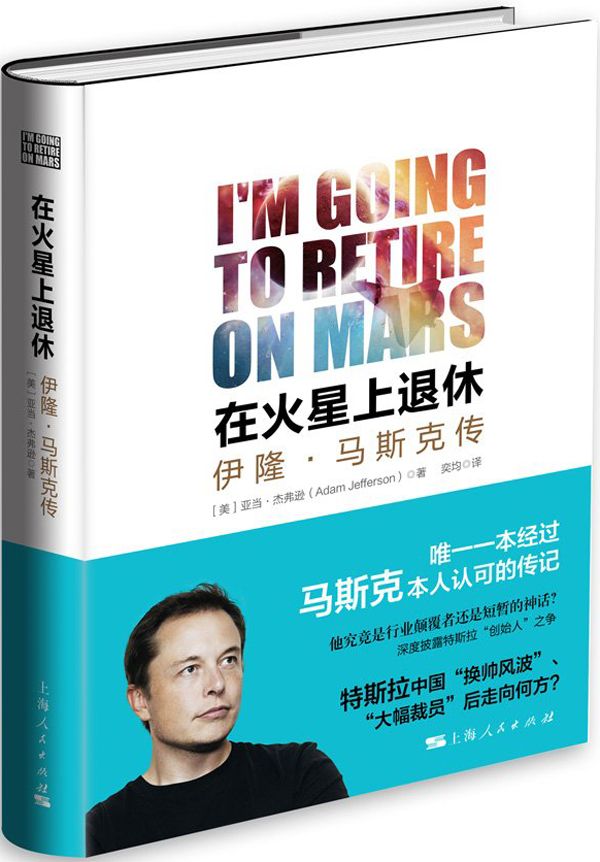 I'M GOING
TO RETIRE
ON MARS
在火星上退休
伊隆·马斯克传
[美]亚当·杰弗逊◎著
上海人民出版社
I'M GOING
TO RETIRE
ON MARS
在火星上退休
伊隆·马斯克传
[美]亚当·杰弗逊(Adam Jefferson)◎著 奕均◎译
唯一一本经过
马斯克本人认可的传记
他究竟是行业颠覆者还是短暂的神话?
深度披露特斯拉“创始人”之争
特斯拉中国“换帅风波”、
“大幅裁员”后走向何方?
上海人民出版社